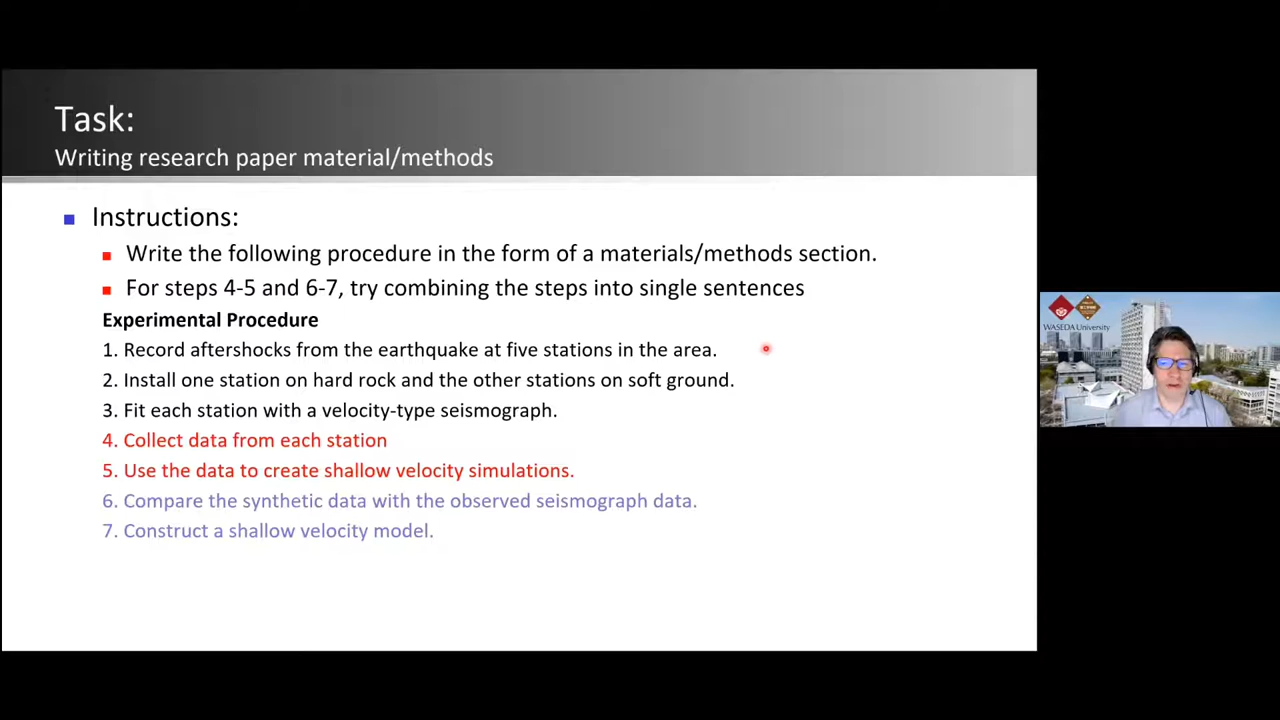 Task:
Writing research paper material/methods
Instructions:
Write the following procedure in the form of a materials/methods section.
For steps 4-5 and 6-7, try combining the steps into single sentences
Experimental Procedure
1. Record aftershocks from the earthquake at five stations in the area.
2. Install one station on hard rock and the other stations on soft ground.
3. Fit each station with a velocity-type seismograph.
4. Collect data from each station
5. Use the data to create shallow velocity simulations.
6. Compare the synthetic data with the observed seismograph data.
7. Construct a shallow velocity model.
WASEDA University